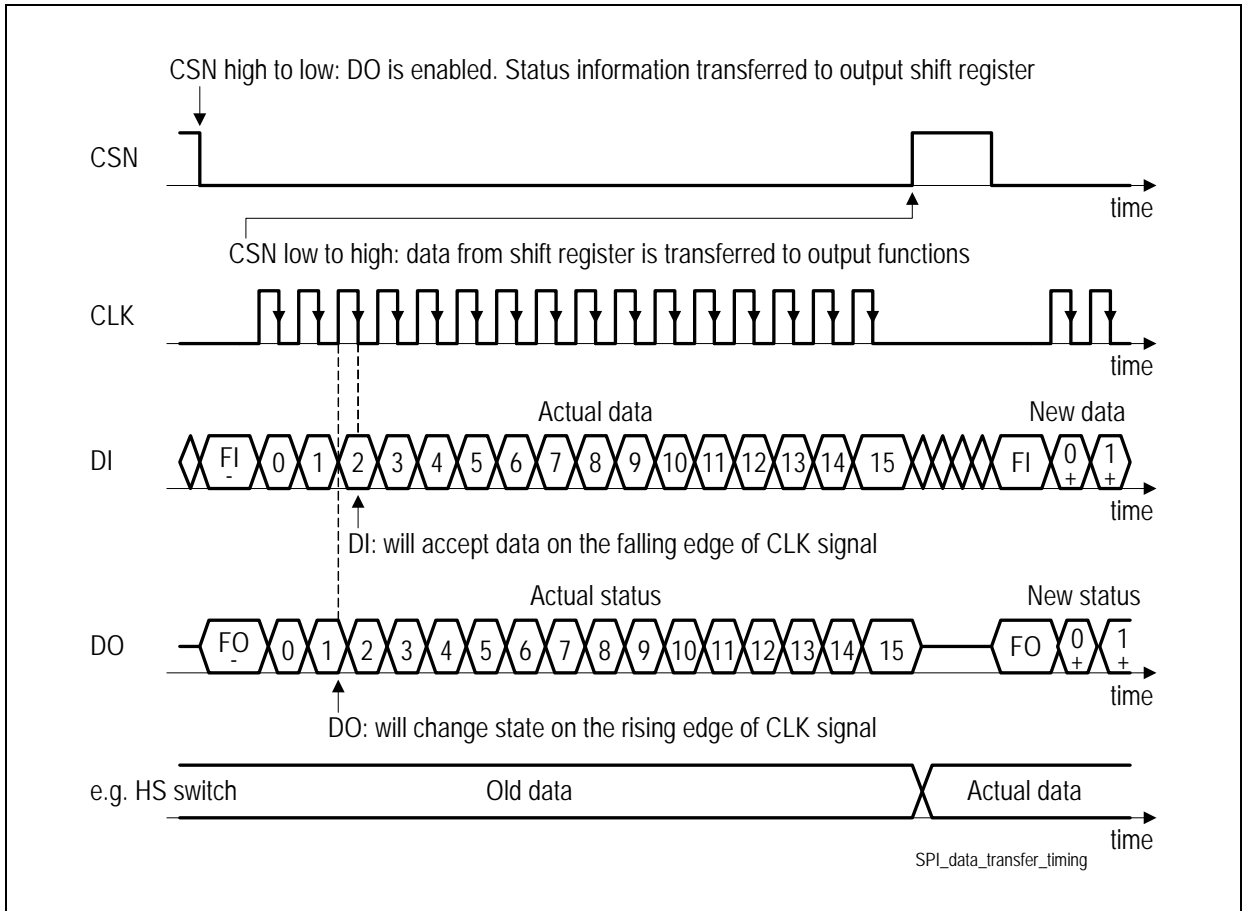 CSN high to low: DO is enabled. Status information transferred to output shift register
CSN
time
CSN low to high: data from shift register is transferred to output functions
CLK
time
Actual data New data
DI FI - 0 1 2 3 4 5 6 7 8 9 10 11 12 13 14 15 FI 0 + 1 +
time
DI: will accept data on the falling edge of CLK signal
Actual status New status
DO FO - 0 1 2 3 4 5 6 7 8 9 10 11 12 13 14 15 FO 0 + 1 +
time
DO: will change state on the rising edge of CLK signal
e.g. HS switch Old data Actual data
time
SPI_data_transfer_timing